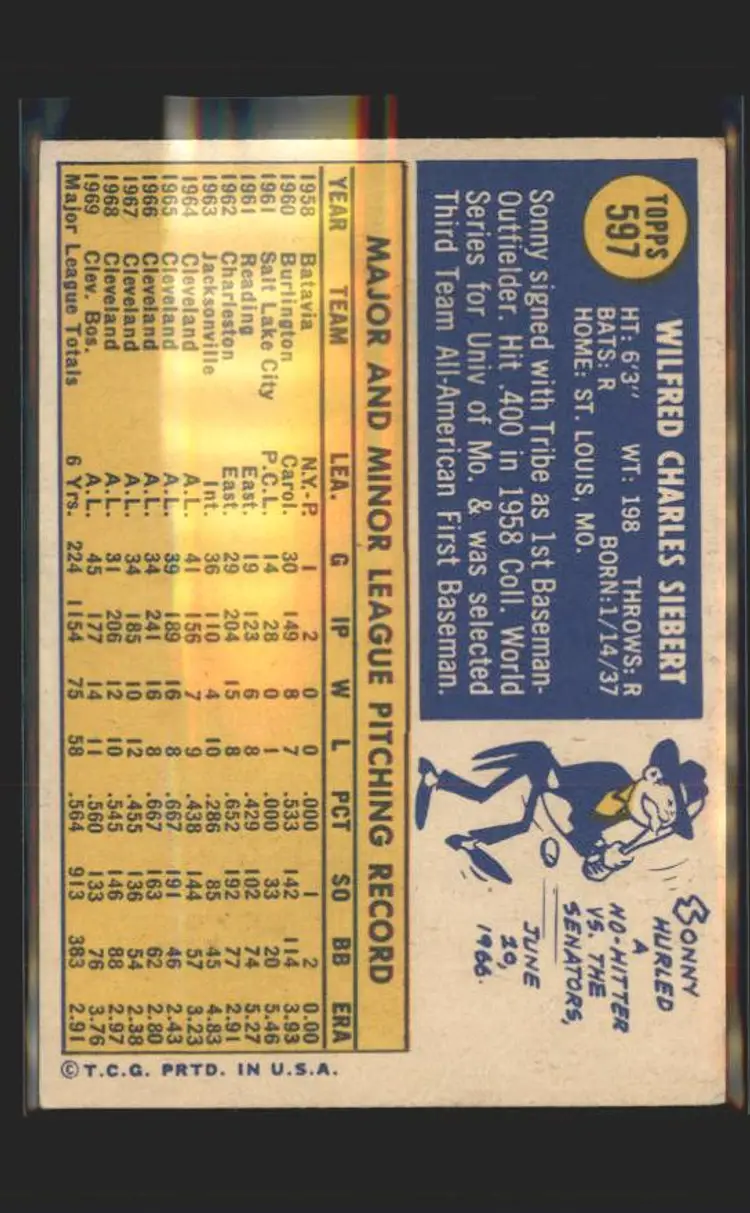 TOPPS
597
WILFRED CHARLES SIEBERT
HT: 6'3" WT: 198 THROWS: R
BATS: R BORN: 1/14/37
HOME: ST. LOUIS, MO.
Sonny signed with Tribe as 1st Baseman-
Outfielder. Hit .400 in 1958 Coll. World
Series for Univ of Mo. & was selected
Third Team All-American First Baseman.
SONNY
HURLED
A
NO-HITTER
VS. THE
SENATORS,
JUNE
10,
1966.
MAJOR AND MINOR LEAGUE PITCHING RECORD
YEAR TEAM LEA. G IP W L PCT SO BB ERA
1958 Batavia N.Y.-P. 1 2 0 0 .000 1 2 0.00
1960 Burlington Carol. 30 149 8 7 .533 142 114 3.93
1961 Salt Lake City P.C.L. 14 28 0 1 .000 33 20 5.46
1961 Reading East. 19 123 6 8 .429 102 74 5.27
1962 Charleston East. 29 204 15 8 .652 192 77 2.91
1963 Jacksonville Int. 36 110 4 10 .286 85 45 4.83
1964 Cleveland A.L. 41 156 7 9 .438 144 57 3.23
1965 Cleveland A.L. 39 189 16 8 .667 191 46 2.43
1966 Cleveland A.L. 34 241 16 8 .667 163 62 2.80
1967 Cleveland A.L. 34 185 10 12 .455 136 54 2.38
1968 Cleveland A.L. 31 206 12 10 .545 146 88 2.97
1969 Clev. Bos. A.L. 45 177 14 11 .560 133 76 3.76
Major League Totals 6 Yrs. 224 1154 75 58 .564 913 383 2.91
© T.C.G. PRTD. IN U.S.A.